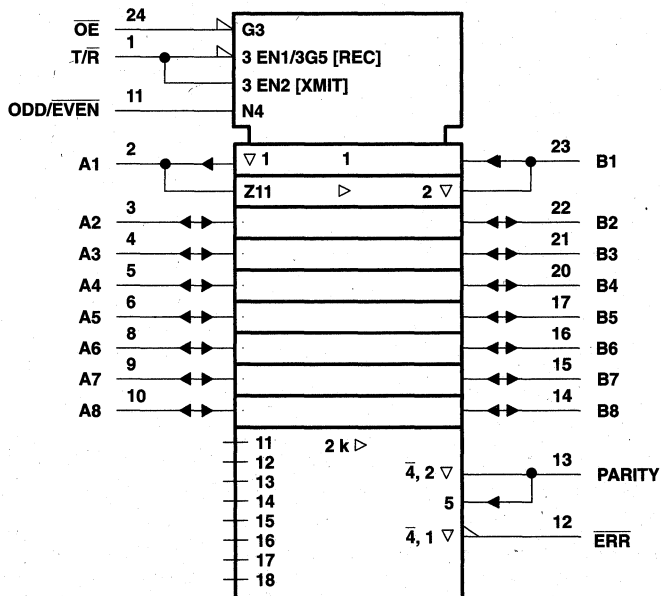 24
O̅E̅ G3
1
T/R̅ 3 EN1/3G5 [REC]
3 EN2 [XMIT]
11
ODD/E̅V̅E̅N̅ N4
2 23
A1 ▽ 1 1 B1
Z11 ▷ 2 ▽
3 22
A2 B2
4 21
A3 B3
5 20
A4 B4
6 17
A5 B5
8 16
A6 B6
9 15
A7 B7
10 14
A8 B8
11 2 k ▷
12 13
13 4̅, 2 ▽ PARITY
14 5
15 12
16 4̅, 1 ▽ E̅R̅R̅
17
18